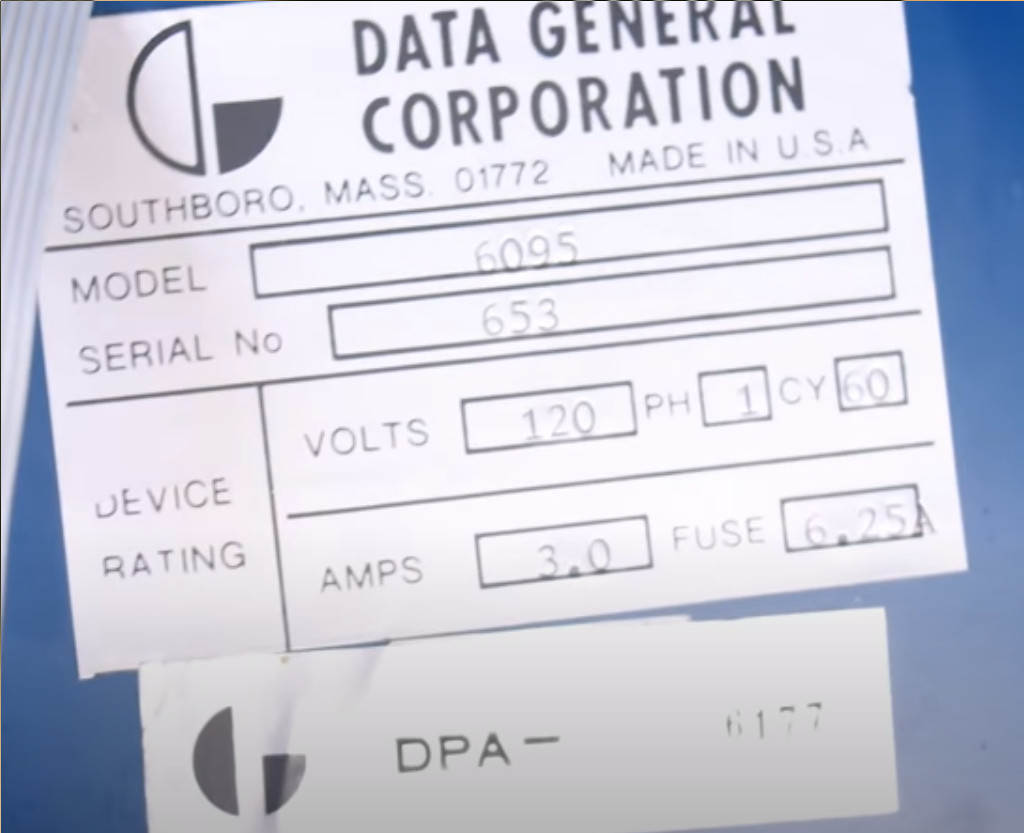 DATA GENERAL
CORPORATION
SOUTHBORO, MASS. 01772 MADE IN U.S.A
MODEL 6095
SERIAL No 653
VOLTS 120 PH 1 CY 60
DEVICE
RATING
AMPS 3.0 FUSE 6.25A
DPA- 6177